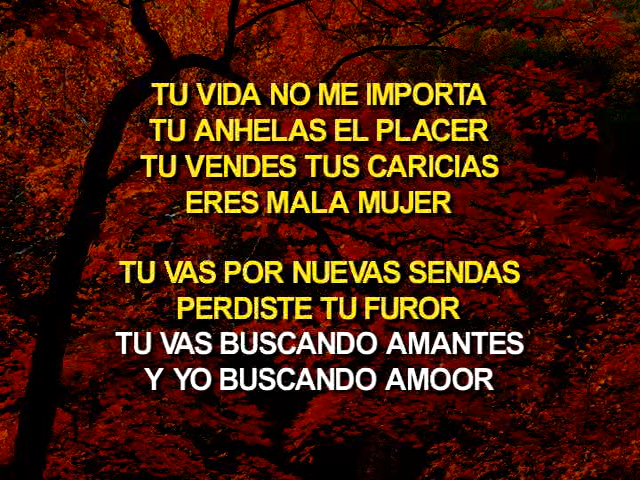 TU VIDA NO ME IMPORTA
TU ANHELAS EL PLACER
TU VENDES TUS CARICIAS
ERES MALA MUJER
TU VAS POR NUEVAS SENDAS
PERDISTE TU FUROR
TU VAS BUSCANDO AMANTES
Y YO BUSCANDO AMOOR